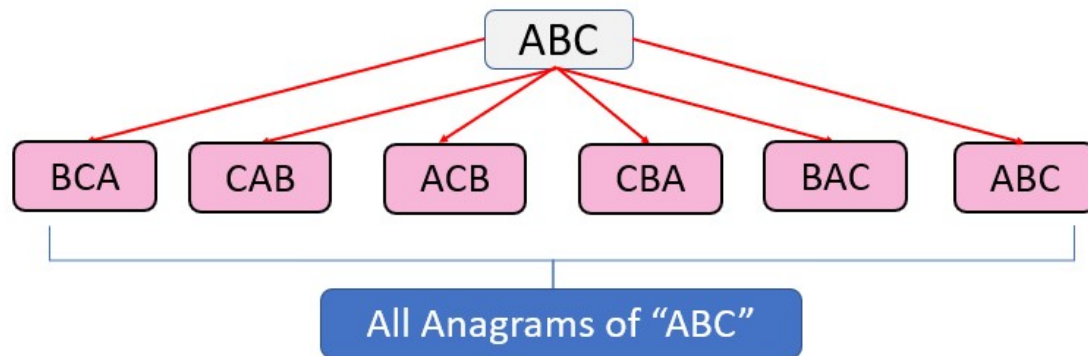 ABC
BCA
CAB
ACB
CBA
BAC
ABC
All Anagrams of “ABC”